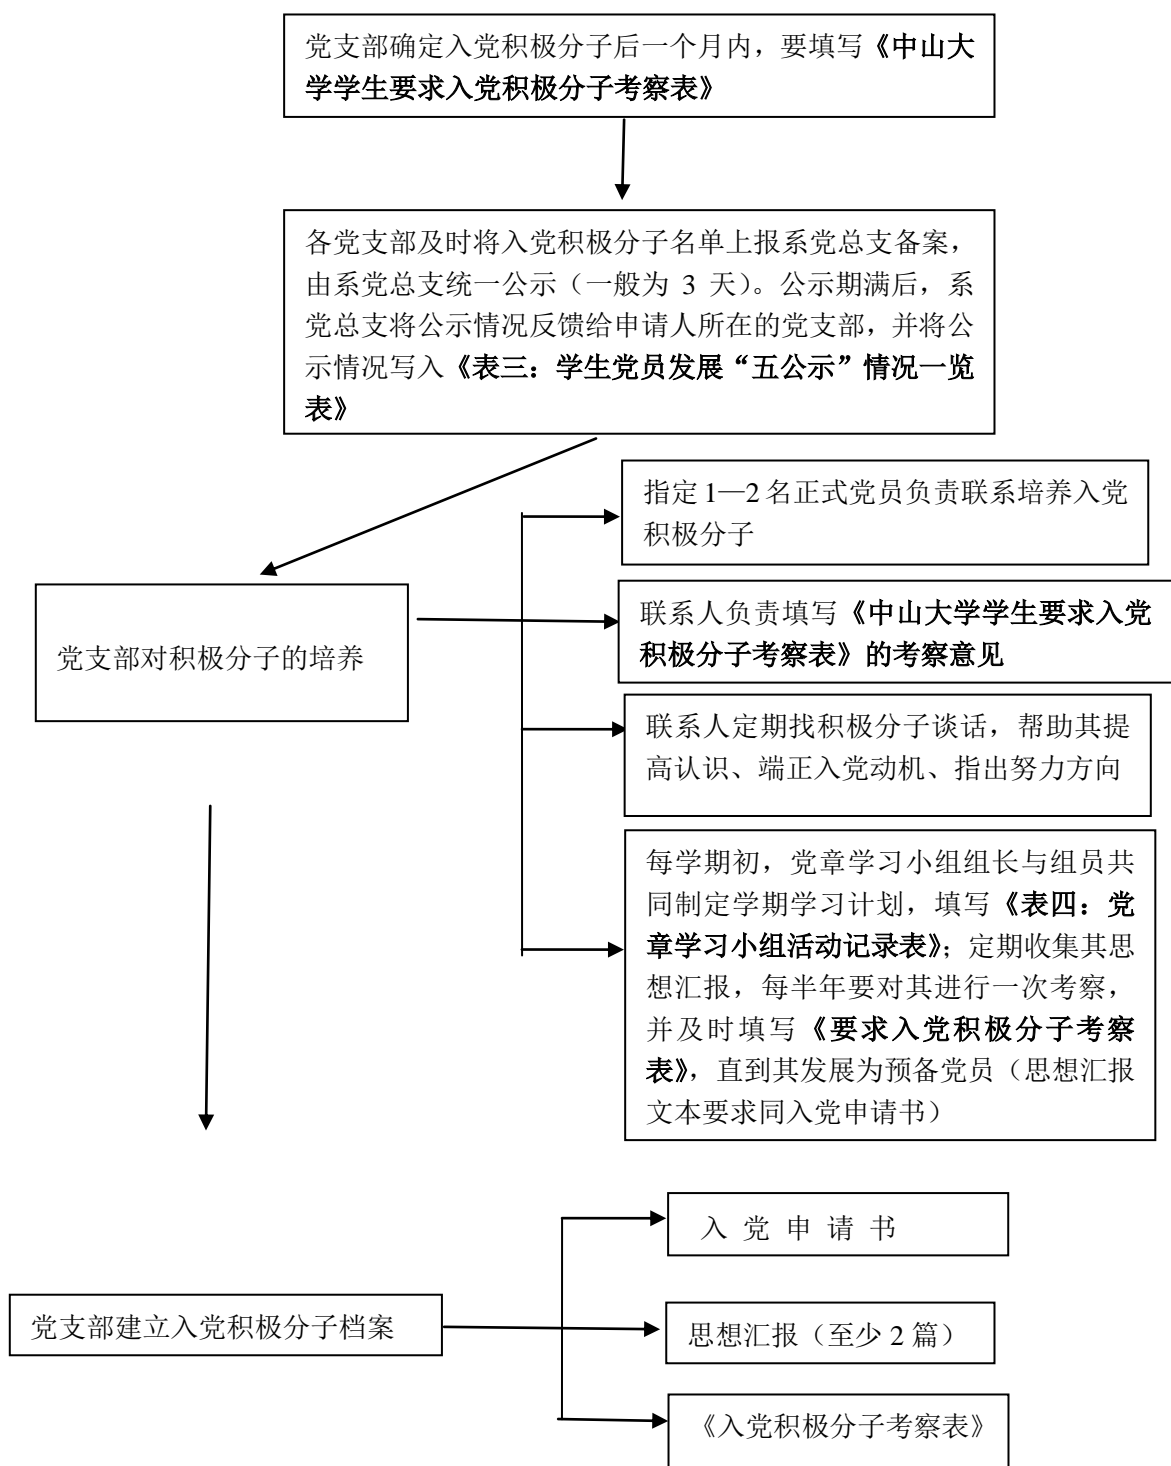 党支部确定入党积极分子后一个月内，要填写《中山大
学学生要求入党积极分子考察表》
各党支部及时将入党积极分子名单上报系党总支备案，
由系党总支统一公示（一般为 3 天）。公示期满后，系
党总支将公示情况反馈给申请人所在的党支部，并将公
示情况写入《表三：学生党员发展“五公示”情况一览
表》
指定 1—2 名正式党员负责联系培养入党
积极分子
联系人负责填写《中山大学学生要求入党
积极分子考察表》的考察意见
党支部对积极分子的培养
联系人定期找积极分子谈话，帮助其提
高认识、端正入党动机、指出努力方向
每学期初，党章学习小组组长与组员共
同制定学期学习计划，填写《表四：党
章学习小组活动记录表》；定期收集其思
想汇报，每半年要对其进行一次考察，
并及时填写《要求入党积极分子考察
表》，直到其发展为预备党员（思想汇报
文本要求同入党申请书）
入 党 申 请 书
党支部建立入党积极分子档案
思想汇报（至少 2 篇）
《入党积极分子考察表》